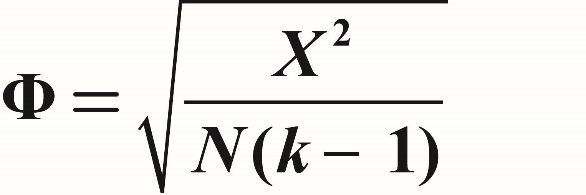 Φ = √(X² / N(k − 1))